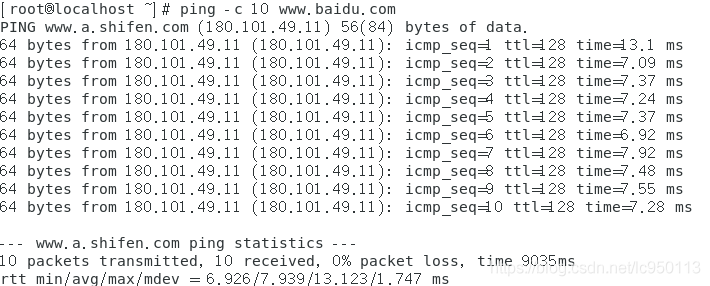 [root@localhost ~]# ping -c 10 www.baidu.com
PING www.a.shifen.com (180.101.49.11) 56(84) bytes of data.
64 bytes from 180.101.49.11 (180.101.49.11): icmp_seq=1 ttl=128 time=13.1 ms
64 bytes from 180.101.49.11 (180.101.49.11): icmp_seq=2 ttl=128 time=7.09 ms
64 bytes from 180.101.49.11 (180.101.49.11): icmp_seq=3 ttl=128 time=7.37 ms
64 bytes from 180.101.49.11 (180.101.49.11): icmp_seq=4 ttl=128 time=7.24 ms
64 bytes from 180.101.49.11 (180.101.49.11): icmp_seq=5 ttl=128 time=7.37 ms
64 bytes from 180.101.49.11 (180.101.49.11): icmp_seq=6 ttl=128 time=6.92 ms
64 bytes from 180.101.49.11 (180.101.49.11): icmp_seq=7 ttl=128 time=7.92 ms
64 bytes from 180.101.49.11 (180.101.49.11): icmp_seq=8 ttl=128 time=7.48 ms
64 bytes from 180.101.49.11 (180.101.49.11): icmp_seq=9 ttl=128 time=7.55 ms
64 bytes from 180.101.49.11 (180.101.49.11): icmp_seq=10 ttl=128 time=7.28 ms
--- www.a.shifen.com ping statistics ---
10 packets transmitted, 10 received, 0% packet loss, time 9035ms
rtt min/avg/max/mdev = 6.926/7.939/13.123/1.747 ms
https://blog.csdn.net/lc950113